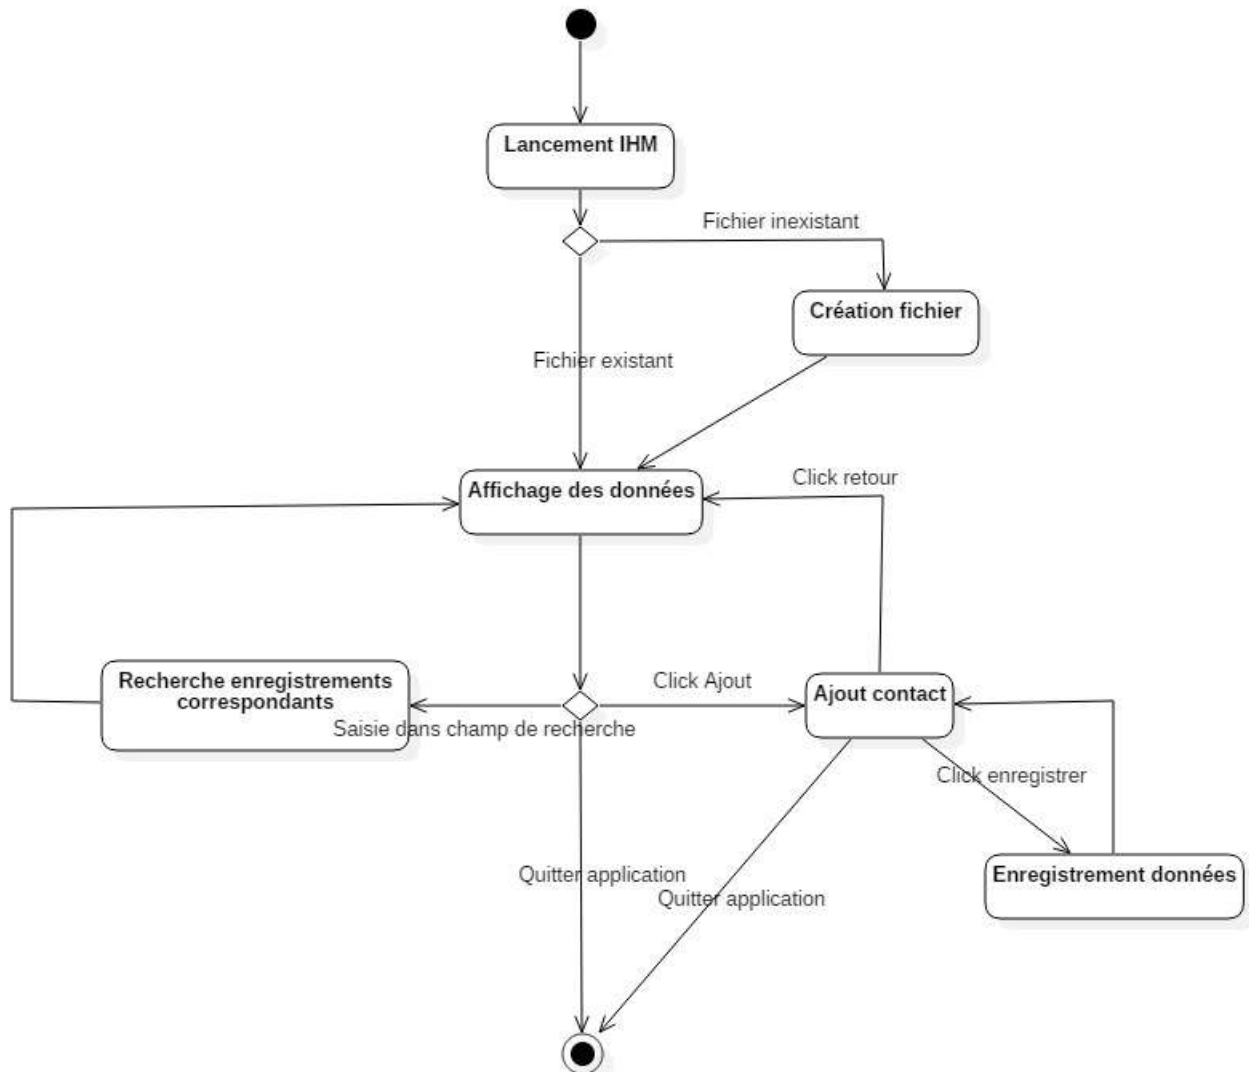 Lancement IHM
Fichier inexistant
Création fichier
Fichier existant
Click retour
Affichage des données
Recherche enregistrements
correspondants
Click Ajout
Ajout contact
Saisie dans champ de recherche
Click enregistrer
Quitter application
Enregistrement données
Quitter application